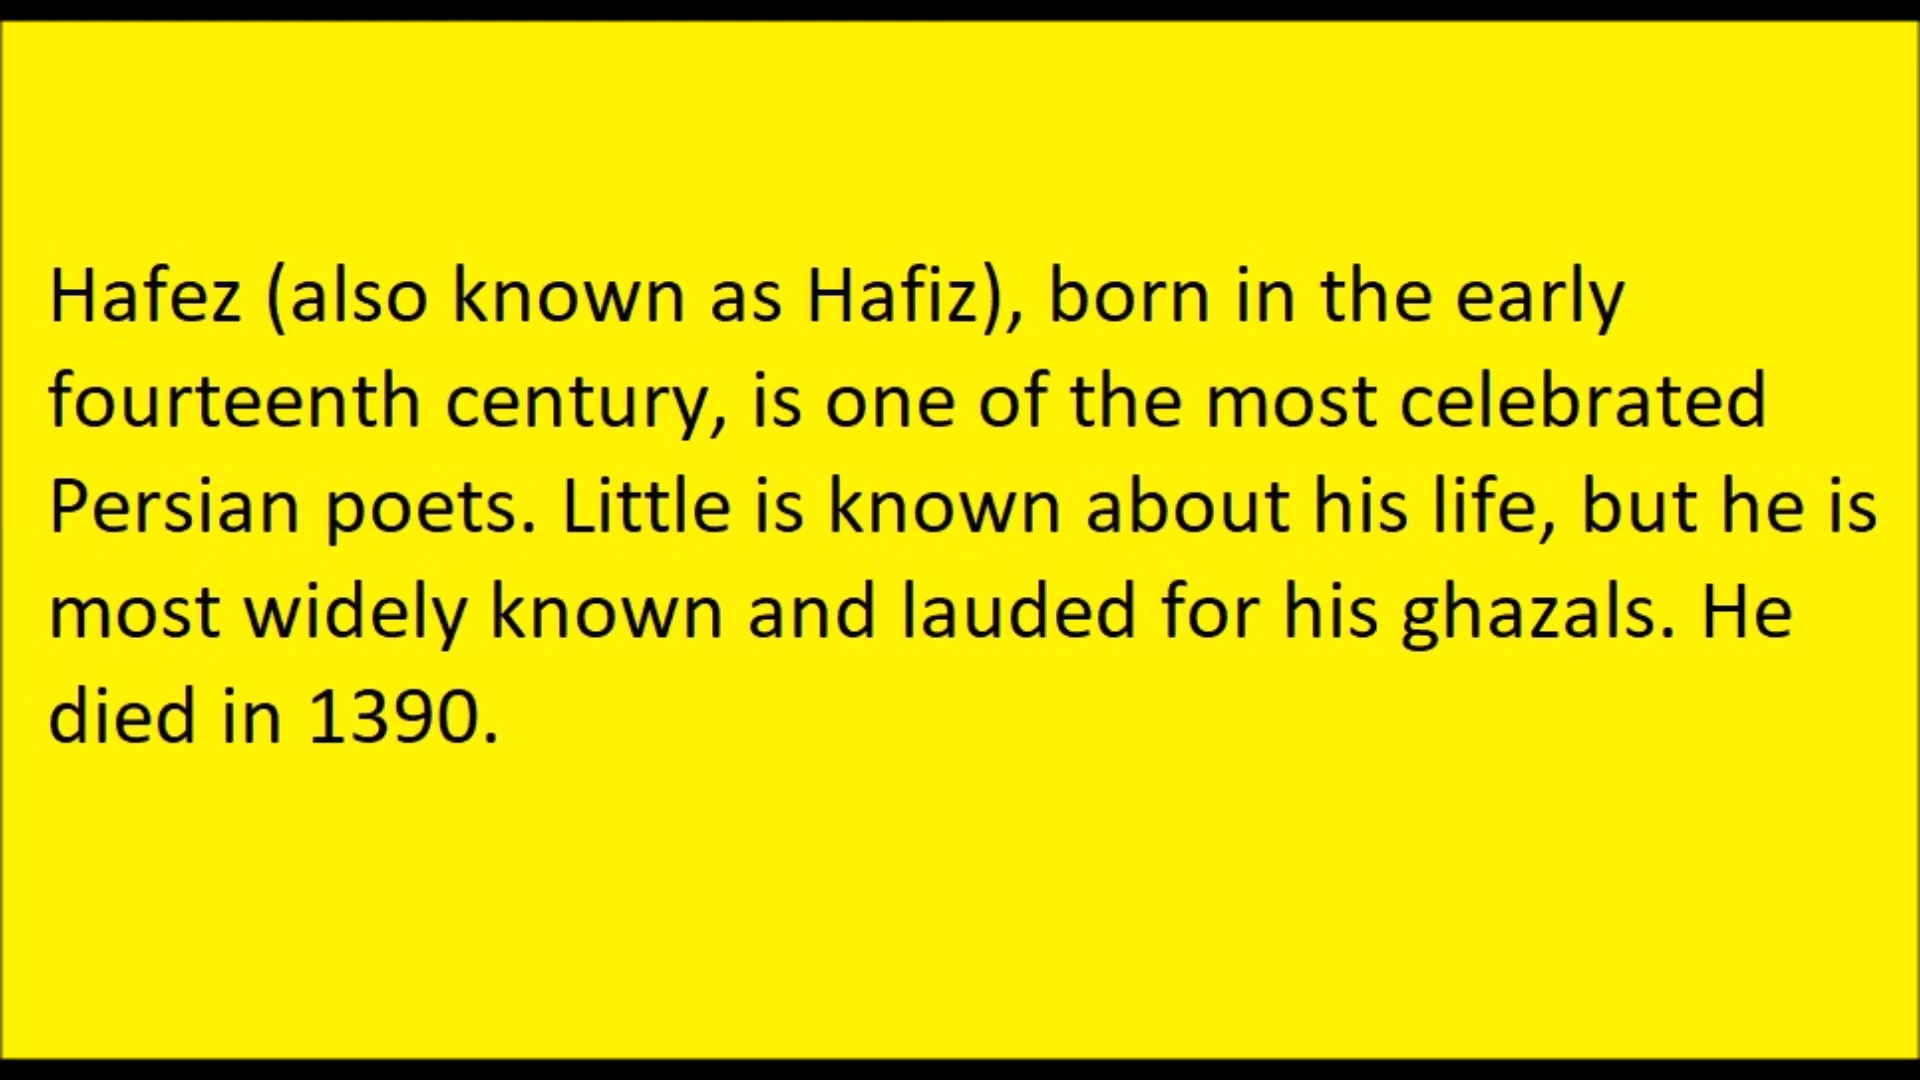 Hafez (also known as Hafiz), born in the early
fourteenth century, is one of the most celebrated
Persian poets. Little is known about his life, but he is
most widely known and lauded for his ghazals. He
died in 1390.